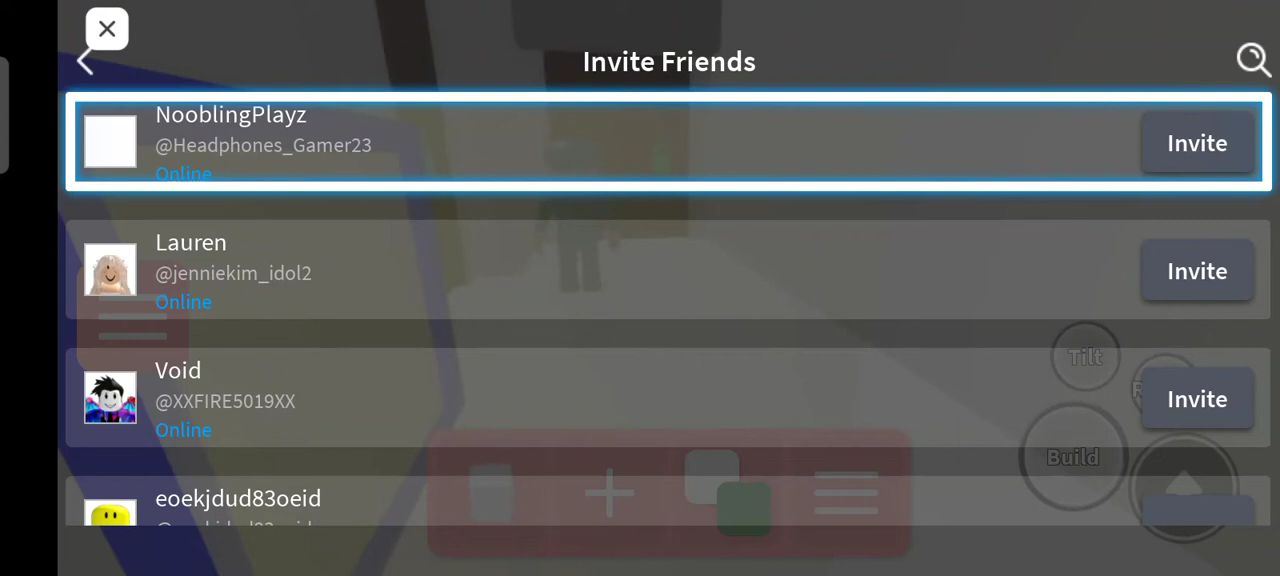 Invite Friends
NooblingPlayz
@Headphones_Gamer23
Online
Invite
Lauren
@jenniekim_idol2
Online
Invite
Void
@XXFIRE5019XX
Online
Invite
Tilt
Build
eoekjdud83oeid